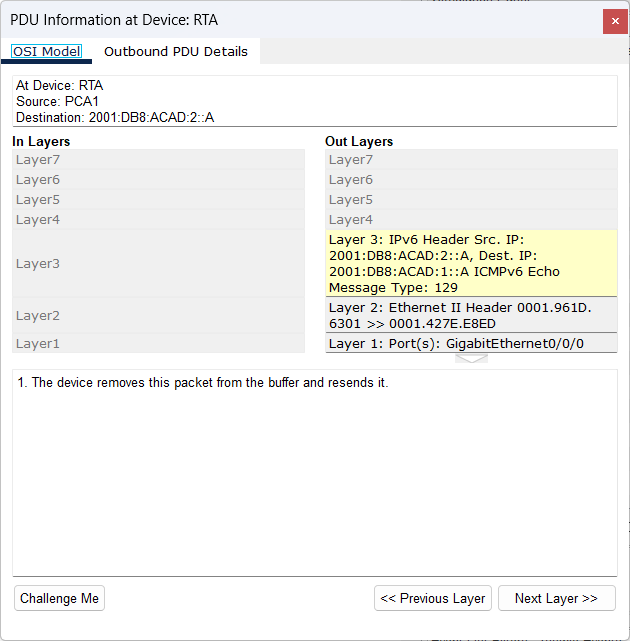 PDU Information at Device: RTA
OSI Model
Outbound PDU Details
At Device: RTA
Source: PCA1
Destination: 2001:DB8:ACAD:2::A
In Layers
Layer7
Layer6
Layer5
Layer4
Layer3
Layer2
Layer1
Out Layers
Layer7
Layer6
Layer5
Layer4
Layer 3: IPv6 Header Src. IP:
2001:DB8:ACAD:2::A, Dest. IP:
2001:DB8:ACAD:1::A ICMPv6 Echo
Message Type: 129
Layer 2: Ethernet II Header 0001.961D.
6301 >> 0001.427E.E8ED
Layer 1: Port(s): GigabitEthernet0/0/0
1. The device removes this packet from the buffer and resends it.
Challenge Me
<< Previous Layer
Next Layer >>